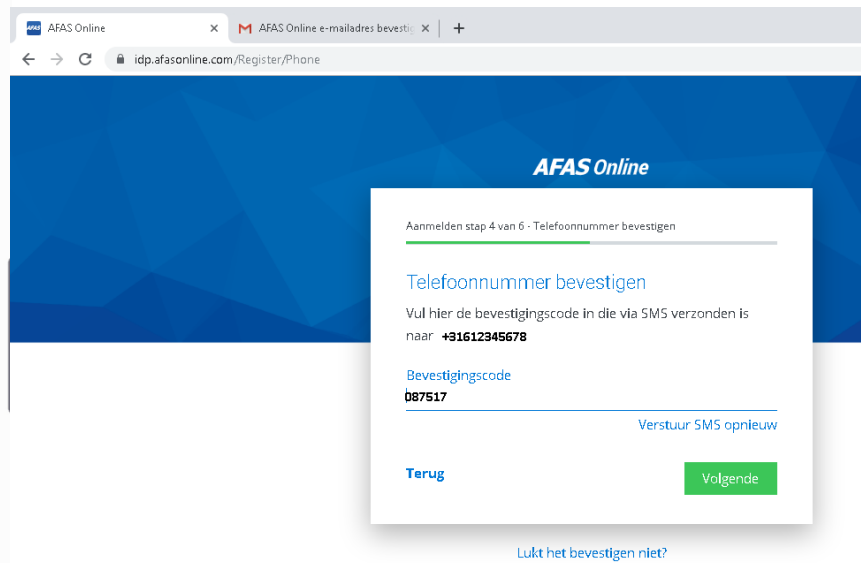 AFAS Online
AFAS Online e-mailadres bevestig
idp.afasonline.com/Register/Phone
AFAS Online
Aanmelden stap 4 van 6 - Telefoonnummer bevestigen
Telefoonnummer bevestigen
Vul hier de bevestigingscode in die via SMS verzonden is
naar +31612345678
Bevestigingscode
087517
Verstuur SMS opnieuw
Terug
Volgende
Lukt het bevestigen niet?